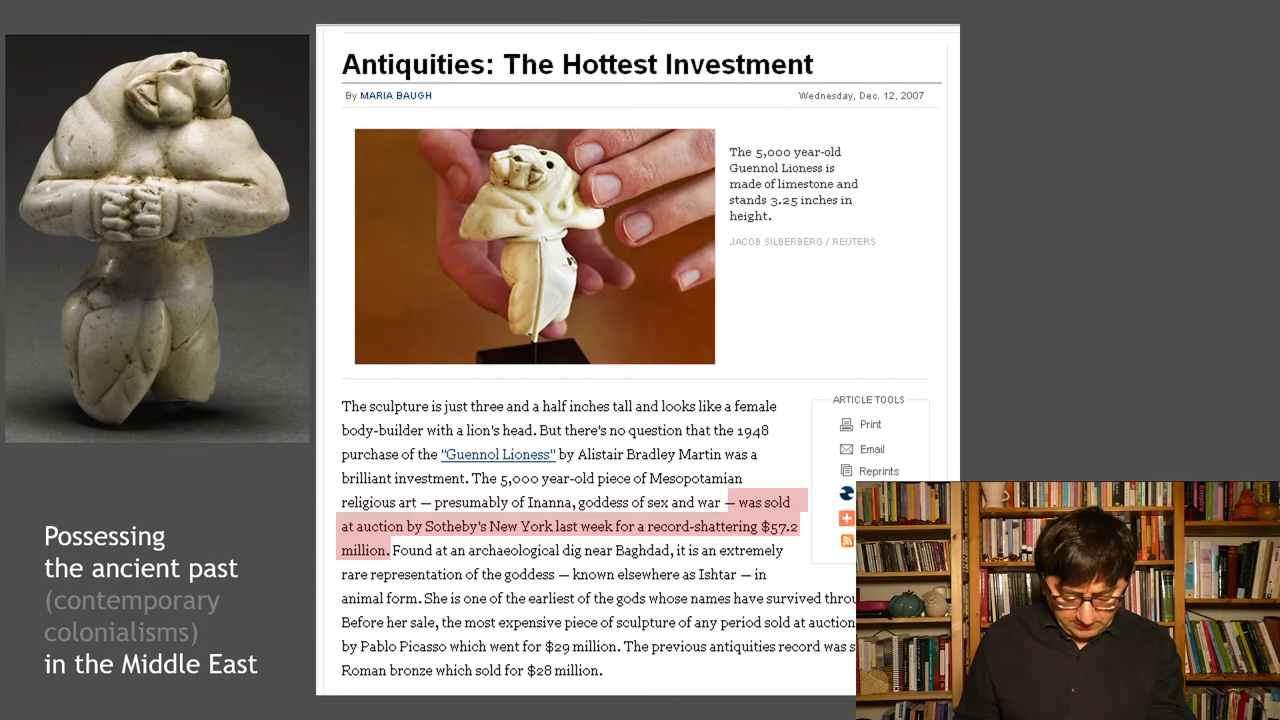 Antiquities: The Hottest Investment
By MARIA BAUGH
Wednesday, Dec. 12, 2007
The 5,000 year-old
Guennol Lioness is
made of limestone and
stands 3.25 inches in
height.
JACOB SILBERBERG / REUTERS
The sculpture is just three and a half inches tall and looks like a female
body-builder with a lion's head. But there's no question that the 1948
purchase of the "Guennol Lioness" by Alistair Bradley Martin was a
brilliant investment. The 5,000 year-old piece of Mesopotamian
religious art — presumably of Inanna, goddess of sex and war — was sold
at auction by Sotheby's New York last week for a record-shattering $57.2
million. Found at an archaeological dig near Baghdad, it is an extremely
rare representation of the goddess — known elsewhere as Ishtar — in
animal form. She is one of the earliest of the gods whose names have survived throu
Before her sale, the most expensive piece of sculpture of any period sold at auction
by Pablo Picasso which went for $29 million. The previous antiquities record was s
Roman bronze which sold for $28 million.
ARTICLE TOOLS
Print
Email
Reprints
Possessing
the ancient past
(contemporary
colonialisms)
in the Middle East